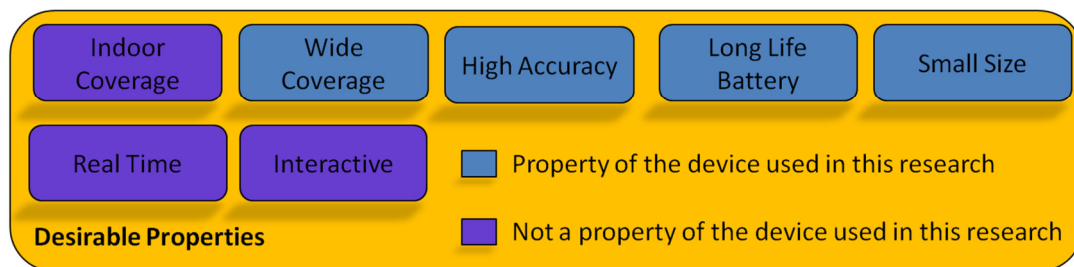 Indoor
Coverage
Wide
Coverage
High Accuracy
Long Life
Battery
Small Size
Real Time
Interactive
Property of the device used in this research
Not a property of the device used in this research
Desirable Properties